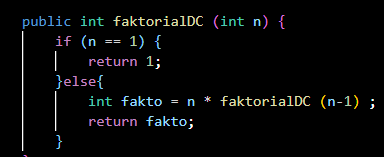 public int faktorialDC (int n) {
if (n == 1) {
return 1;
}else{
int fakto = n * faktorialDC (n-1) ;
return fakto;
}